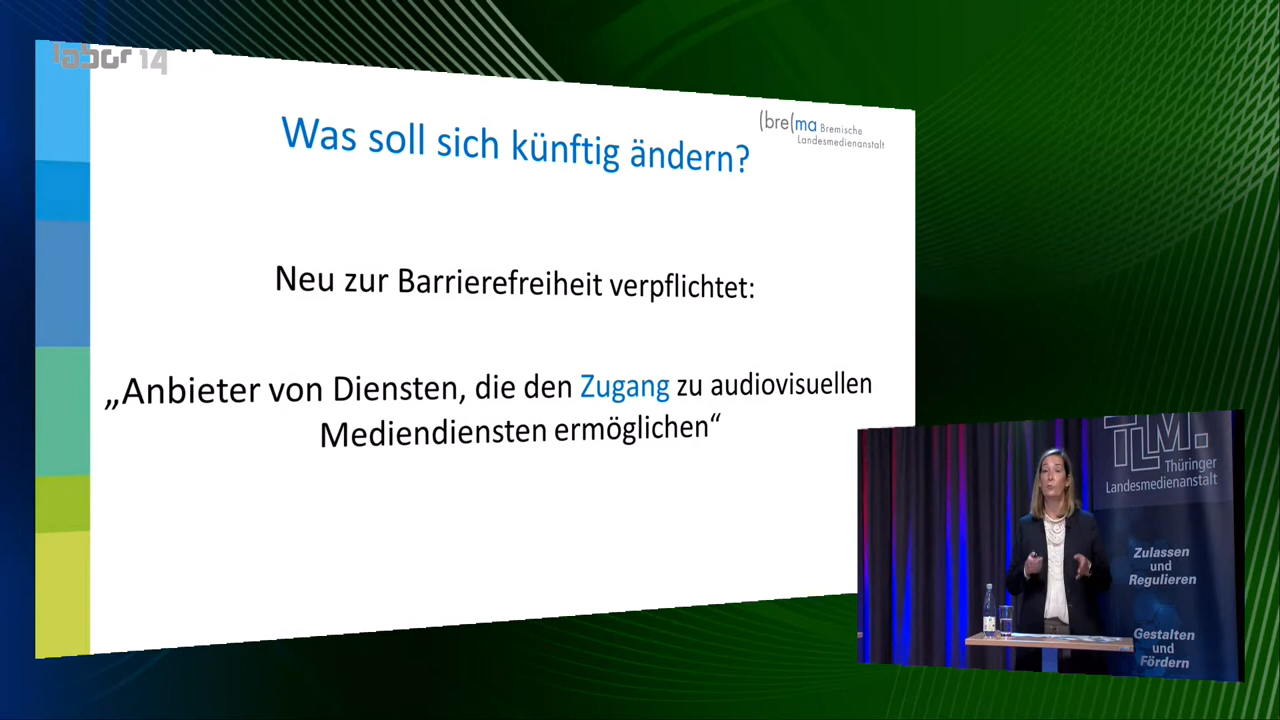 labor 14
(bre(ma Bremische
Landesmedienanstalt
Was soll sich künftig ändern?
Neu zur Barrierefreiheit verpflichtet:
„Anbieter von Diensten, die den Zugang zu audiovisuellen
Mediendiensten ermöglichen“
TLM.
Thüringer
Landesmedienanstalt
Zulassen
und
Regulieren
Gestalten
und
Fördern